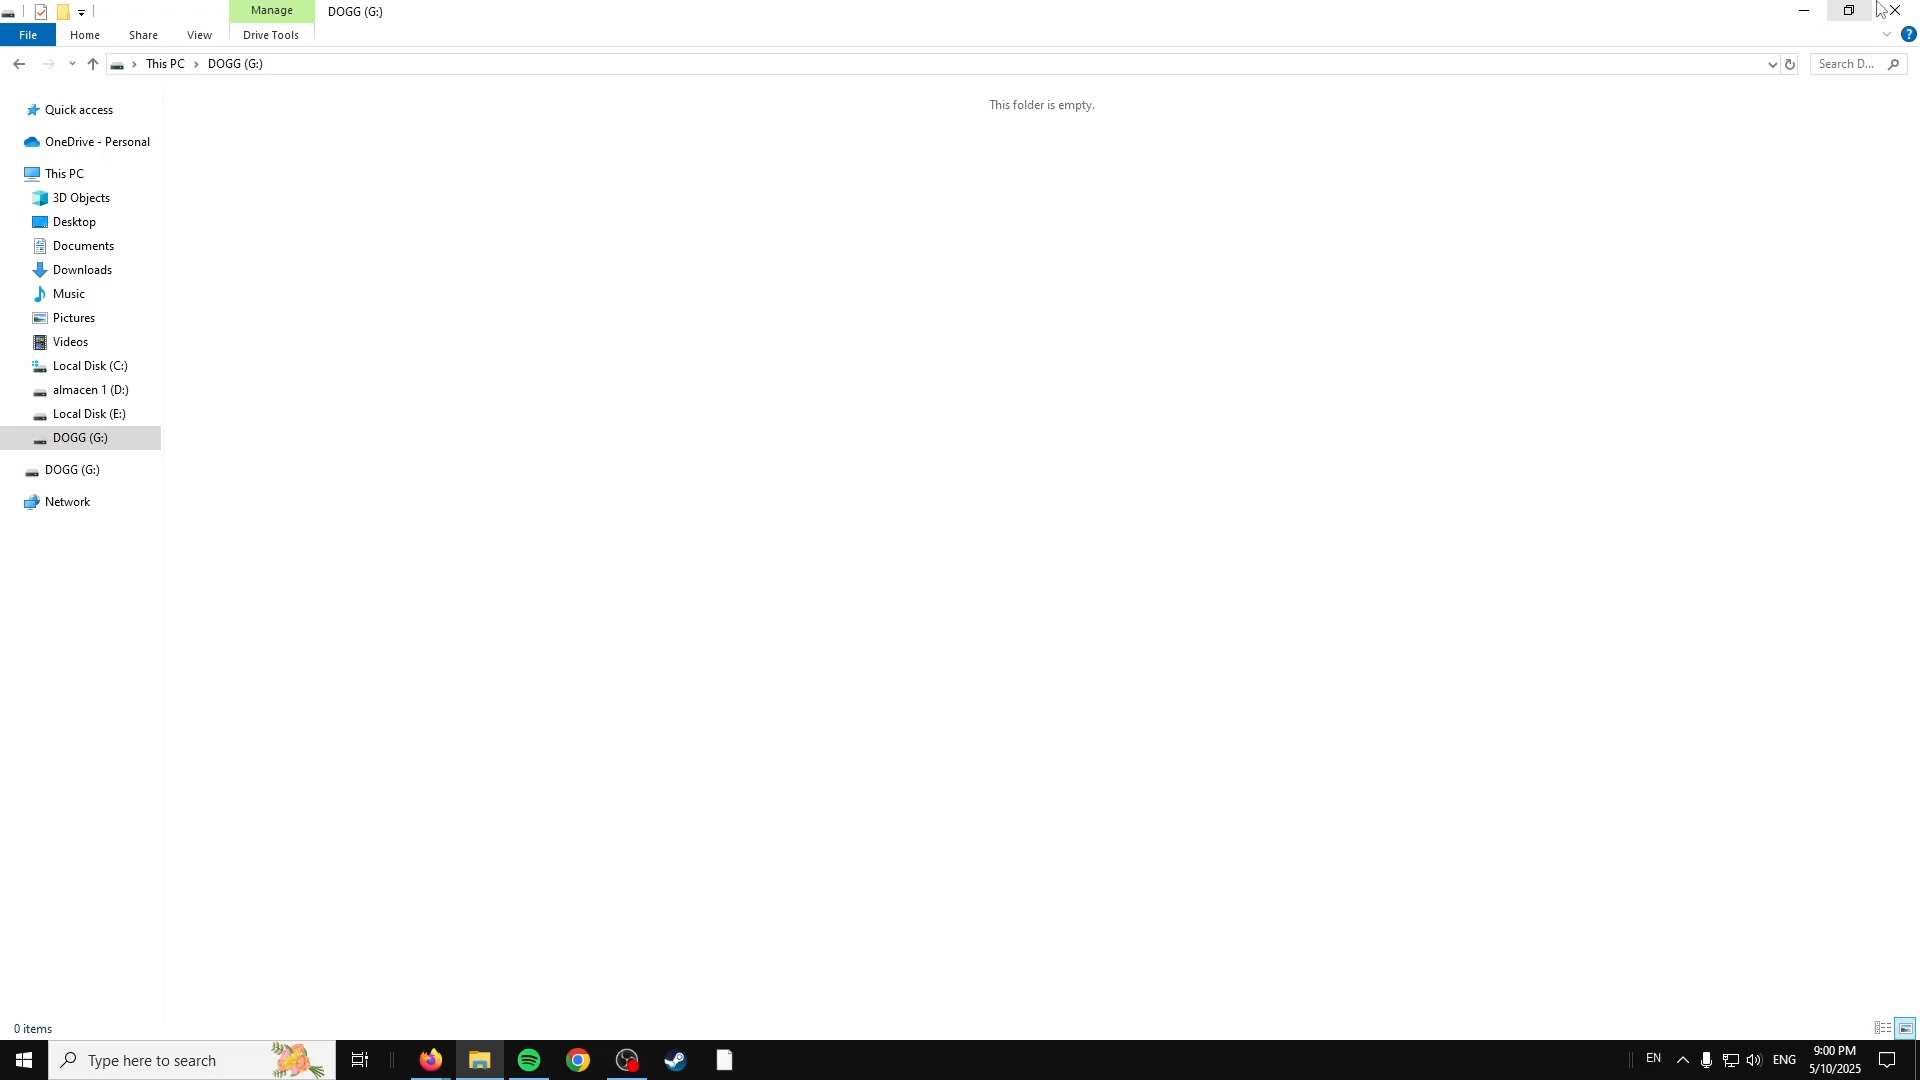 Manage
DOGG (G:)
File
Home
Share
View
Drive Tools
?
This PC
DOGG (G:)
Search D...
This folder is empty.
Quick access
OneDrive - Personal
This PC
3D Objects
Desktop
Documents
Downloads
Music
Pictures
Videos
Local Disk (C:)
almacen 1 (D:)
Local Disk (E:)
DOGG (G:)
DOGG (G:)
Network
0 items
Type here to search
EN
ENG
9:00 PM
5/10/2025